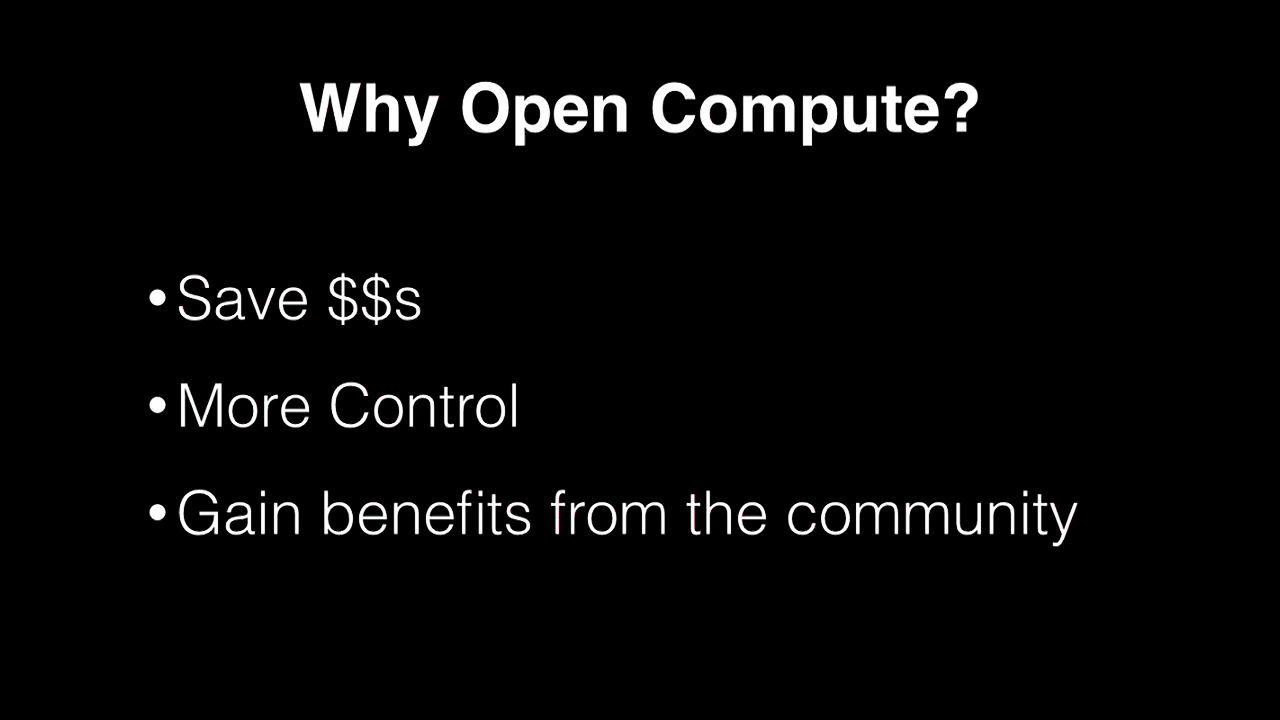 Why Open Compute?
• Save $$s
• More Control
• Gain benefits from the community